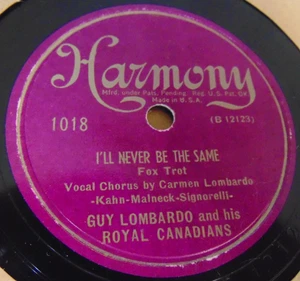 Harmony
Mfrd. under Pats. Pending. Reg. U.S. Pat. Off.
Made in U.S.A.
1018
(B 12123)
I'LL NEVER BE THE SAME
Fox Trot
Vocal Chorus by Carmen Lombardo
-Kahn-Malneck-Signorelli-
GUY LOMBARDO and his
ROYAL CANADIANS